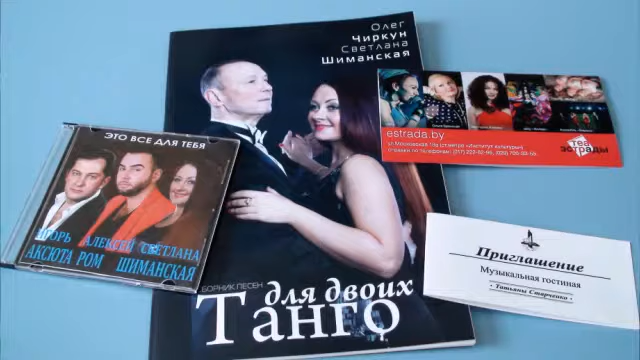 Олег
Чиркун
Светлана
Шиманская
БОРНИК ПЕСЕН
Танго
для двоих
ЭТО ВСЕ ДЛЯ ТЕБЯ
ИГОРЬ АЛЕКСЕЙ СВЕТЛАНА
АКСЮТА РОМ ШИМАНСКАЯ
estrada.by
теа
эстрады
Приглашение
Музыкальная гостиная
• Татьяны Старченко •